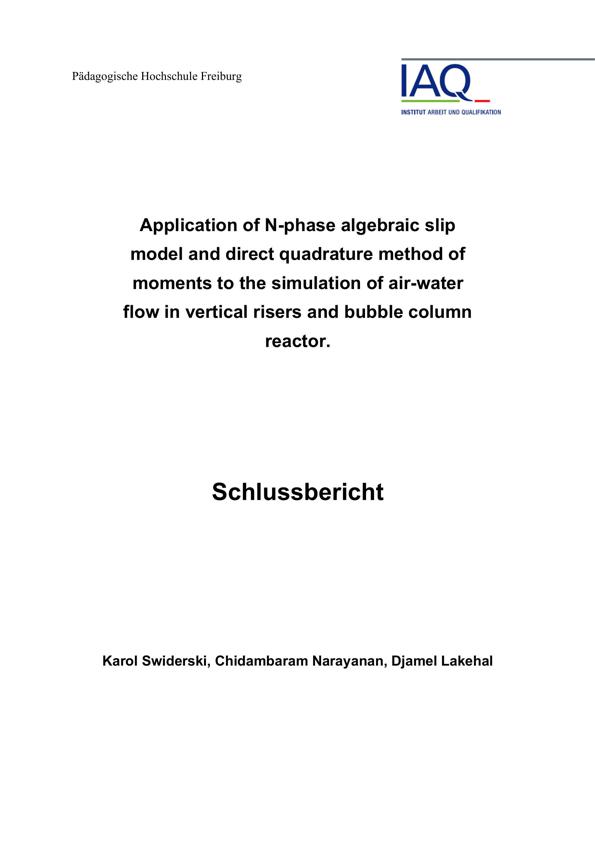 Pädagogische Hochschule Freiburg
IAQ
INSTITUT ARBEIT UND QUALIFIKATION
Application of N-phase algebraic slip
model and direct quadrature method of
moments to the simulation of air-water
flow in vertical risers and bubble column
reactor.
Schlussbericht
Karol Swiderski, Chidambaram Narayanan, Djamel Lakehal